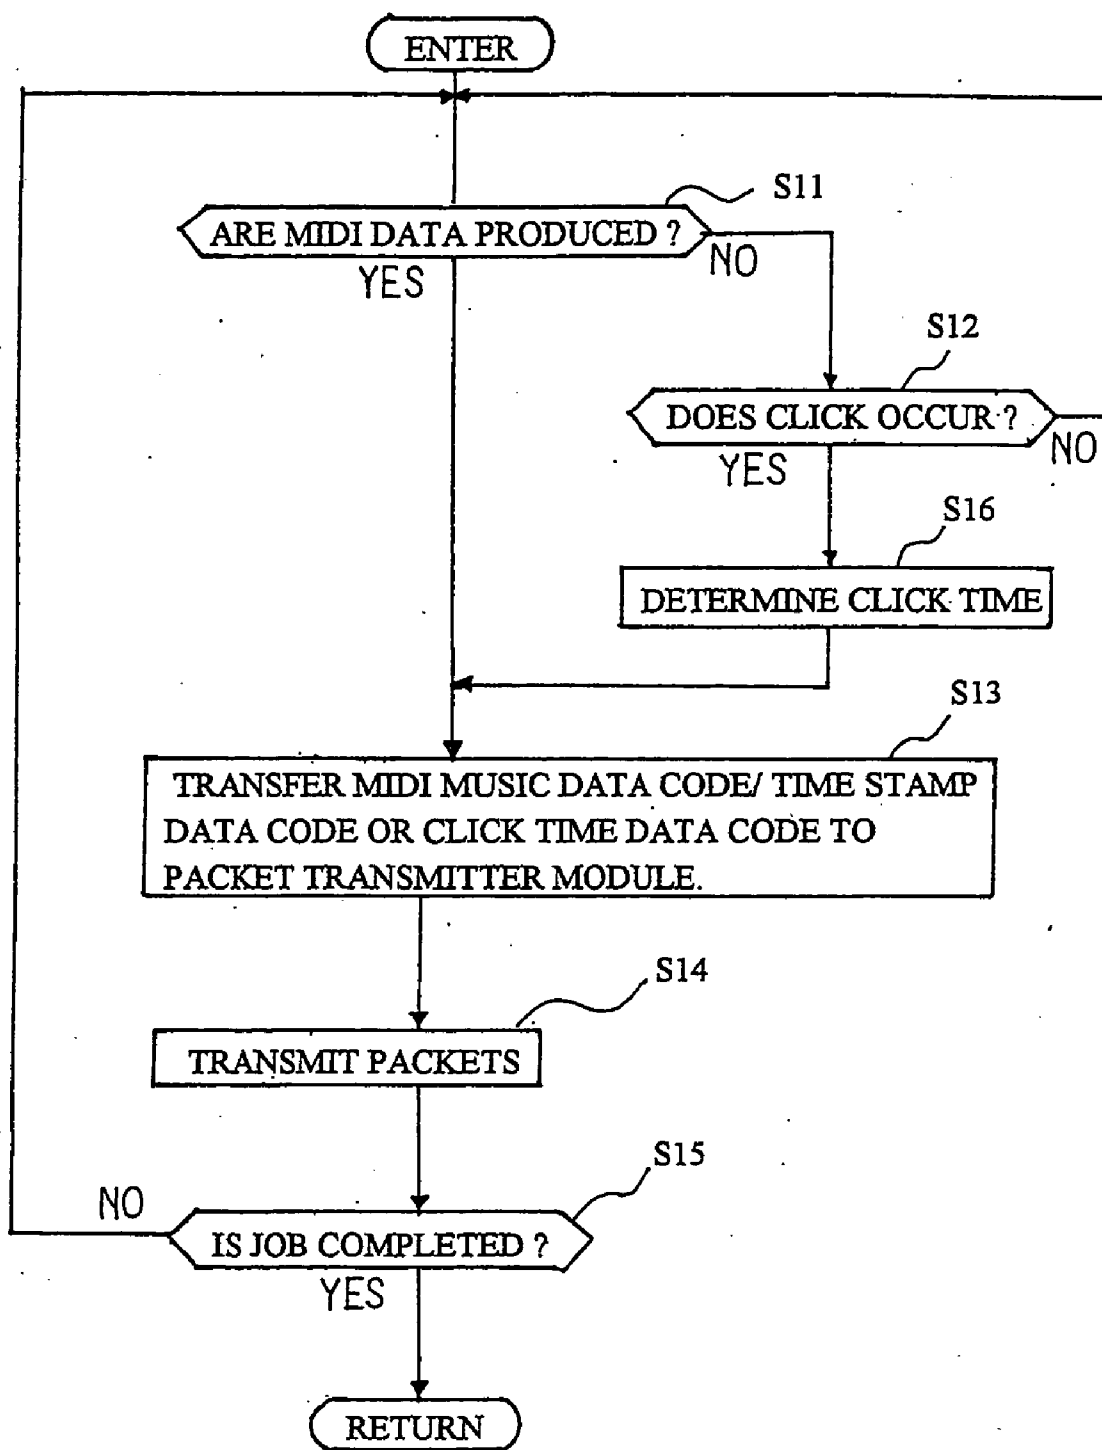 ENTER
S11
ARE MIDI DATA PRODUCED ?
YES
NO
S12
DOES CLICK OCCUR ?
YES
NO
S16
DETERMINE CLICK TIME
S13
TRANSFER MIDI MUSIC DATA CODE/ TIME STAMP
DATA CODE OR CLICK TIME DATA CODE TO
PACKET TRANSMITTER MODULE.
S14
TRANSMIT PACKETS
S15
NO
IS JOB COMPLETED ?
YES
RETURN